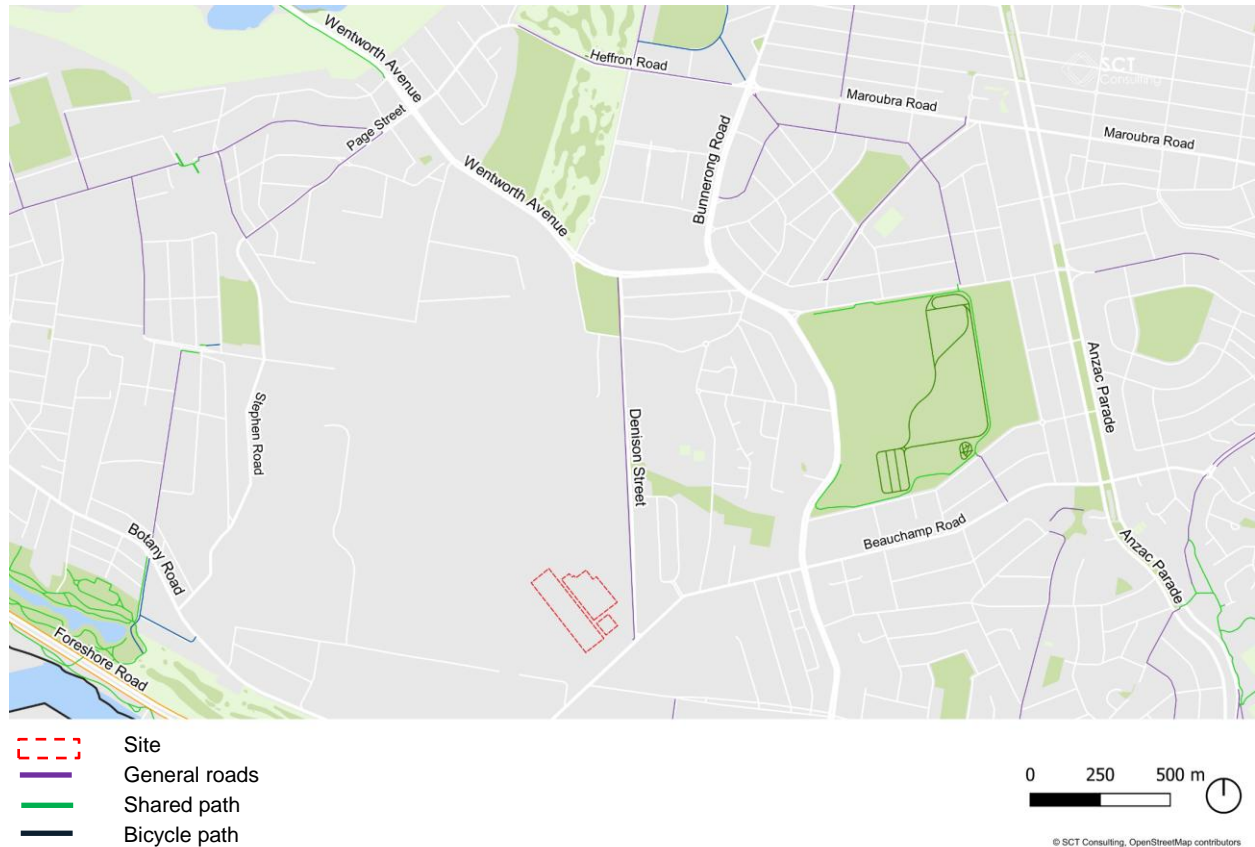 Wentworth Avenue
Heffron Road
SCT
Consulting
Maroubra Road
Maroubra Road
Page Street
Bunnerong Road
Wentworth Avenue
Denison Street
Anzac Parade
Stephen Road
Beauchamp Road
Botany Road
Anzac Parade
Foreshore Road
Site
General roads
Shared path
Bicycle path
0 250 500 m
© SCT Consulting, OpenStreetMap contributors